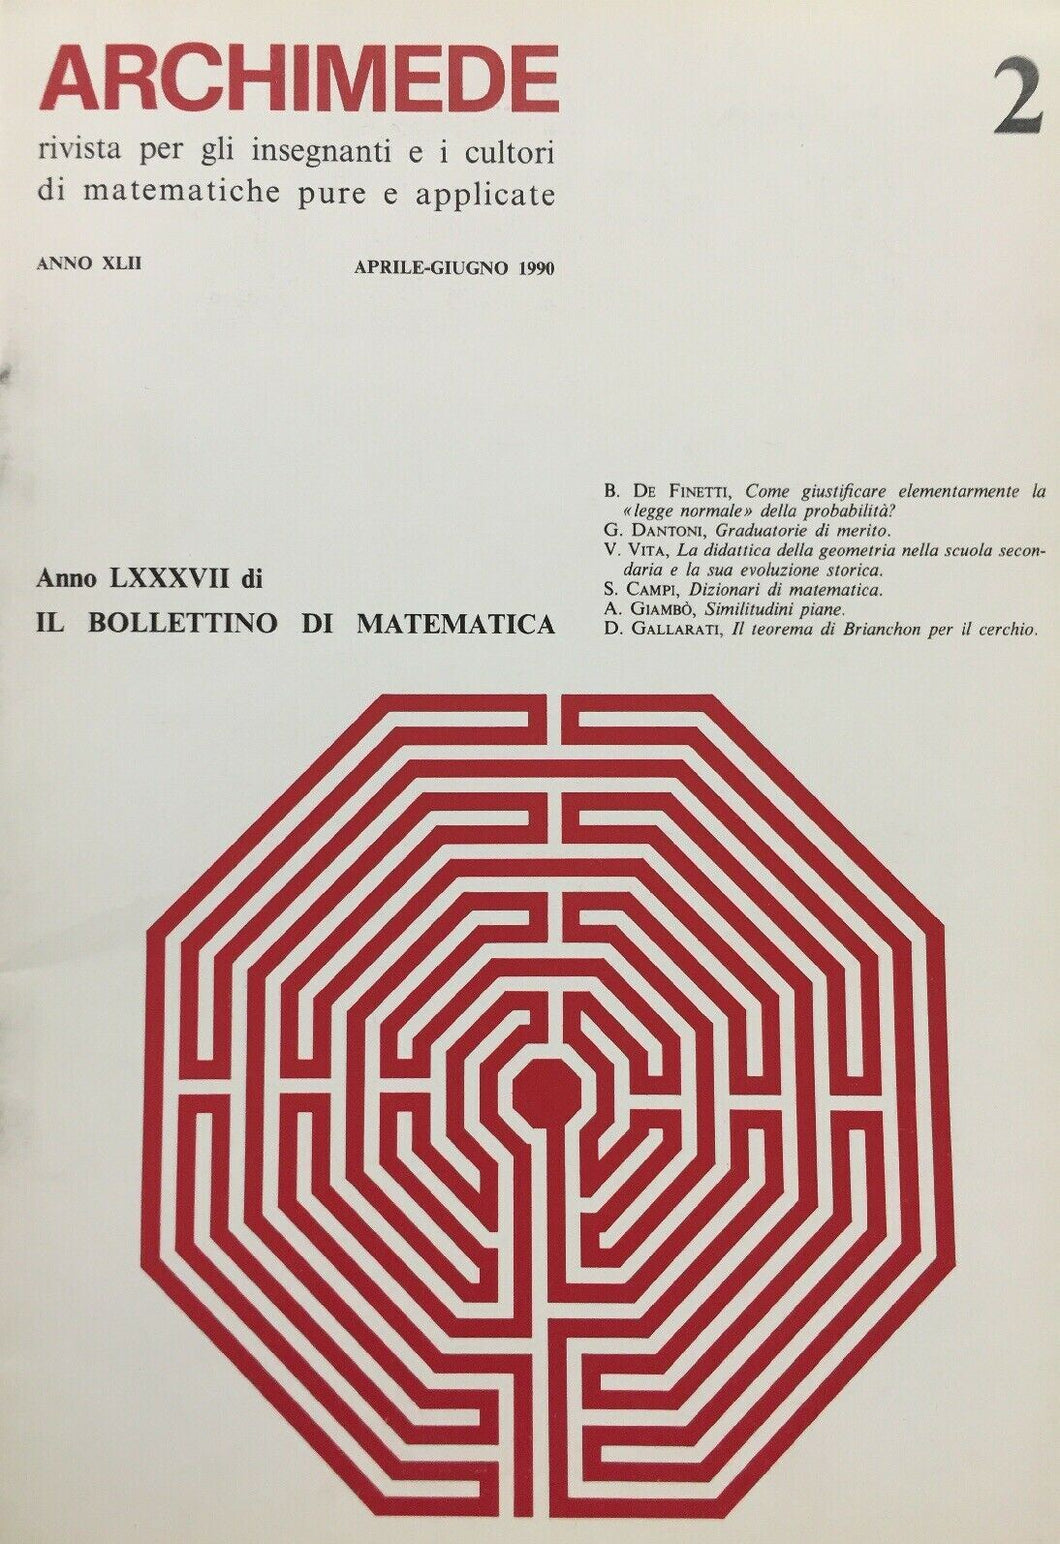 ARCHIMEDE
2
rivista per gli insegnanti e i cultori
di matematiche pure e applicate
ANNO XLII APRILE-GIUGNO 1990
B. DE FINETTI, Come giustificare elementarmente la
«legge normale» della probabilità?
G. DANTONI, Graduatorie di merito.
V. VITA, La didattica della geometria nella scuola secon-
daria e la sua evoluzione storica.
S. CAMPI, Dizionari di matematica.
A. GIAMBÒ, Similitudini piane.
D. GALLARATI, Il teorema di Brianchon per il cerchio.
Anno LXXXVII di
IL BOLLETTINO DI MATEMATICA